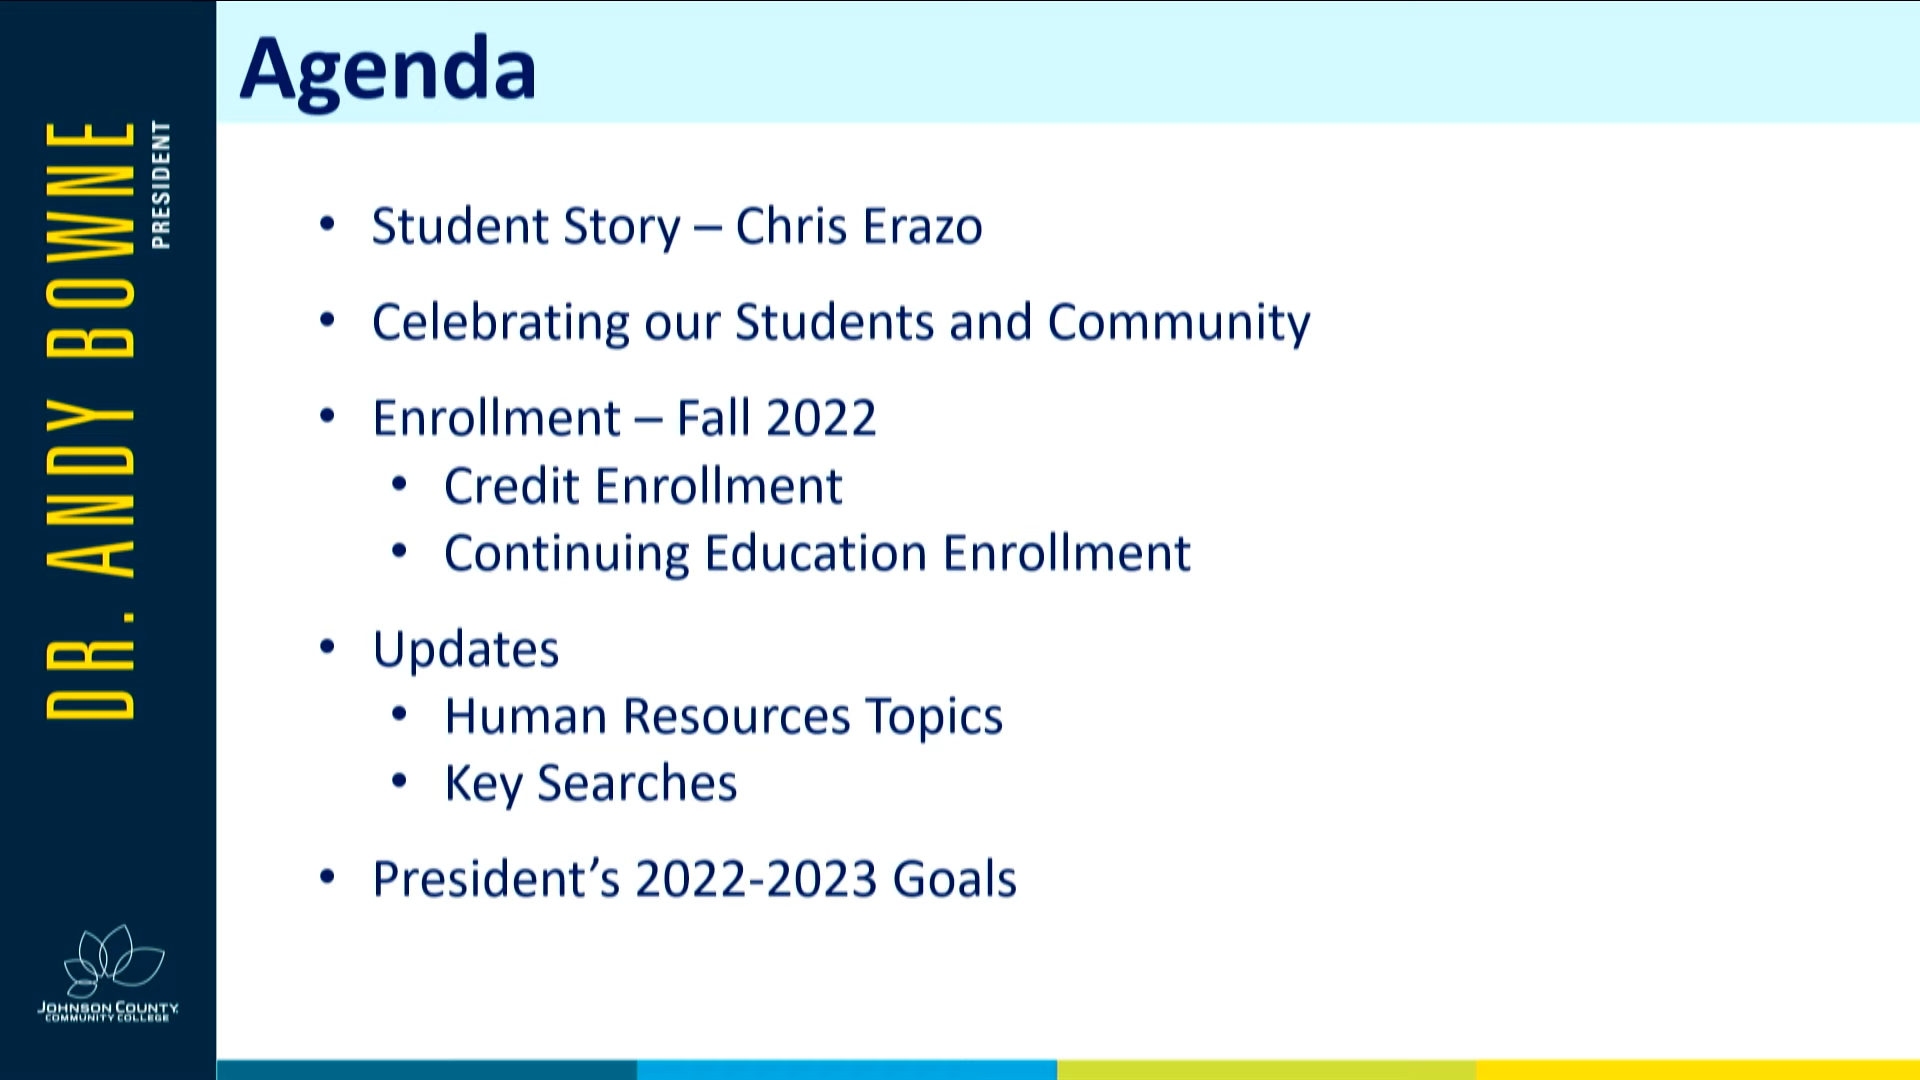 Agenda
DR. ANDY BOWNE
PRESIDENT
• Student Story – Chris Erazo
• Celebrating our Students and Community
• Enrollment – Fall 2022
• Credit Enrollment
• Continuing Education Enrollment
• Updates
• Human Resources Topics
• Key Searches
• President’s 2022-2023 Goals
JOHNSON COUNTY
COMMUNITY COLLEGE